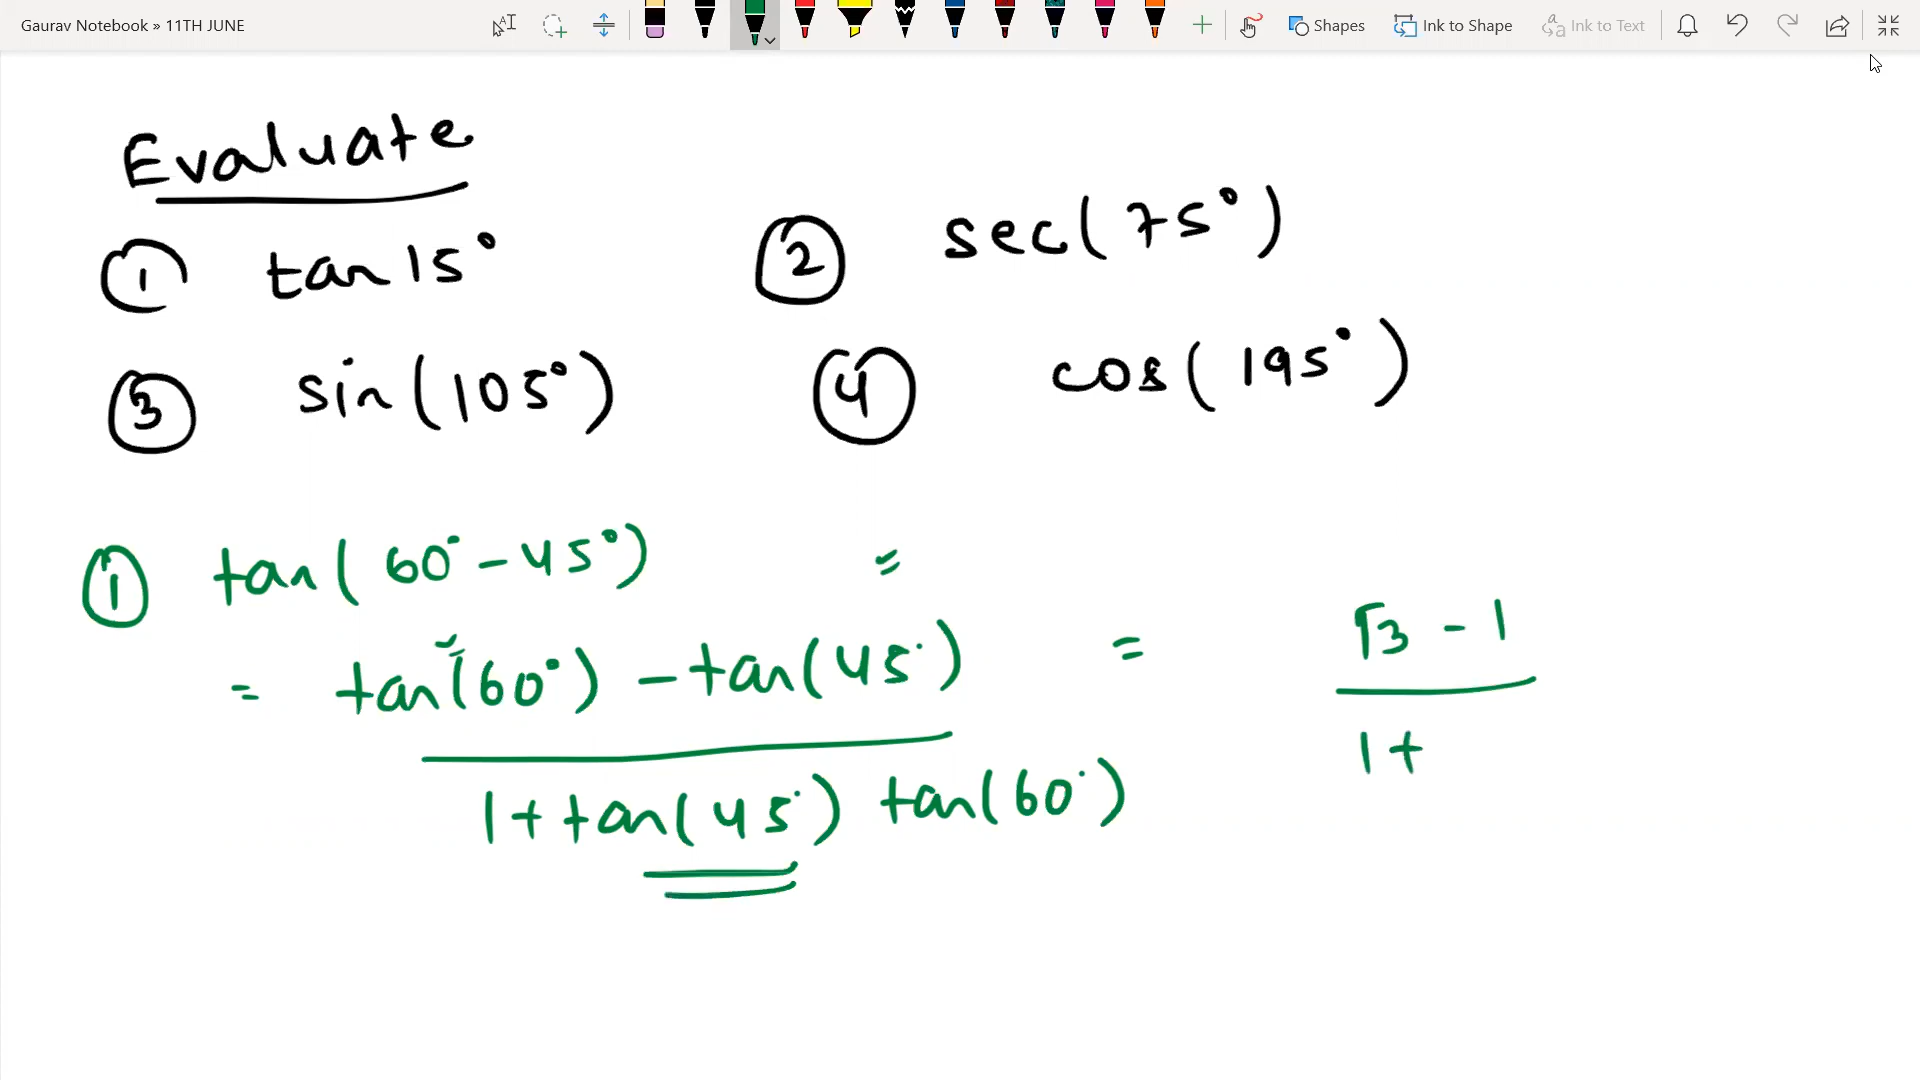 Gaurav Notebook » 11TH JUNE
Shapes Ink to Shape Ink to Text
Evaluate
① tan 15° ② sec(75°)
③ sin(105°) ④ cos(195°)
① tan(60° - 45°) =
= tan(60°) - tan(45°) = √3 - 1
1 + tan(45°) tan(60°) 1 +